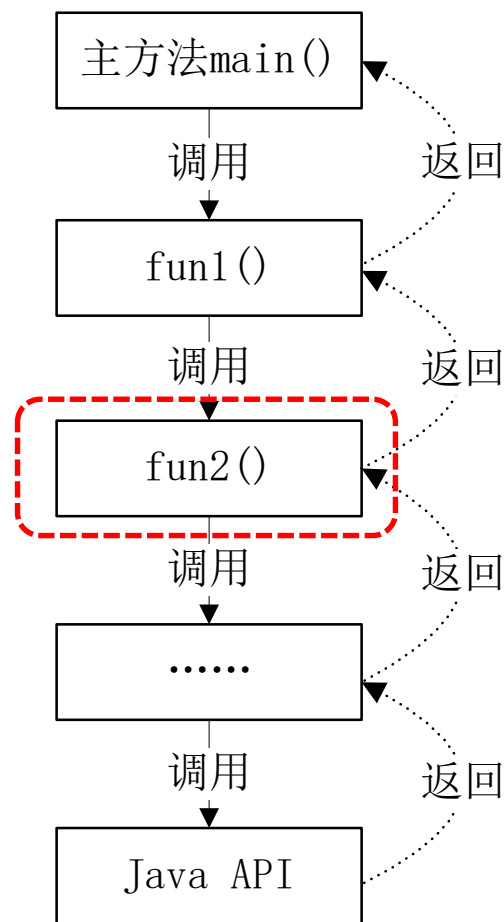 主方法main()
调用
返回
fun1()
调用
返回
fun2()
调用
返回
……
调用
返回
Java API